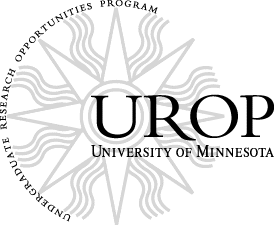 UNDERGRADUATE RESEARCH OPPORTUNITIES PROGRAM
UROP
UNIVERSITY OF MINNESOTA